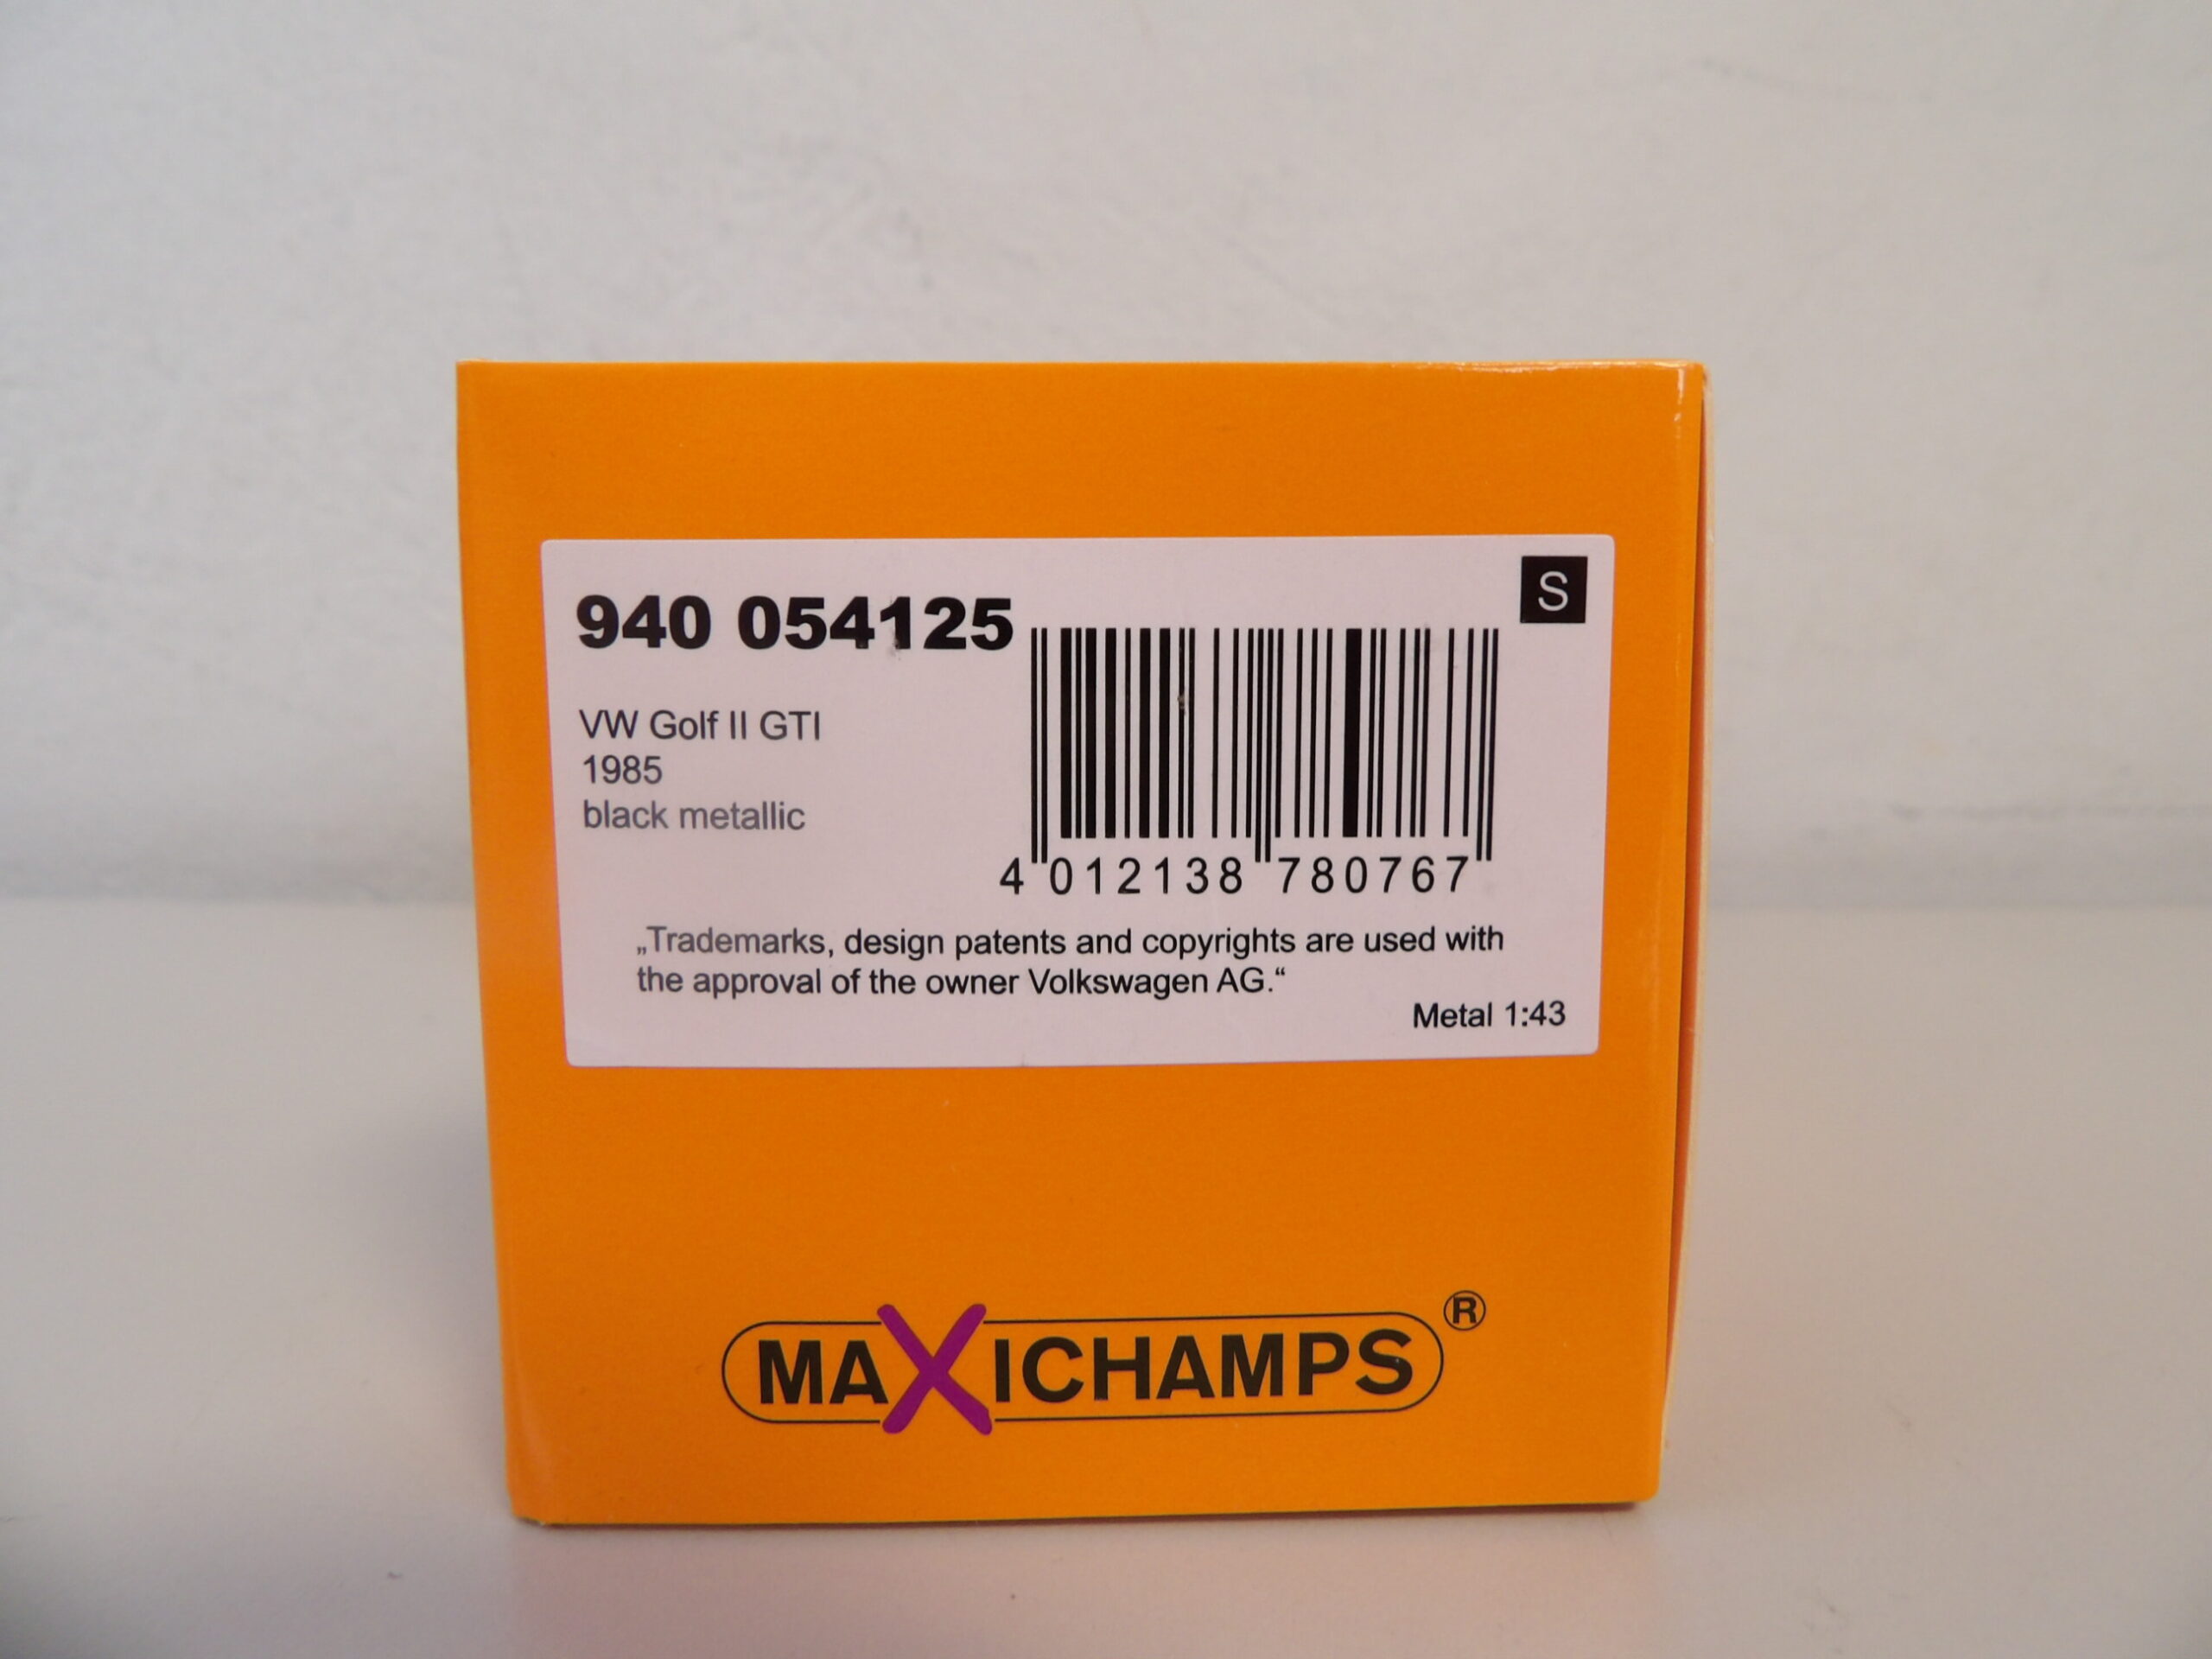 S
940 054125
VW Golf II GTI
1985
black metallic
4 012138 780767
„Trademarks, design patents and copyrights are used with
the approval of the owner Volkswagen AG.“
Metal 1:43
MAXICHAMPS®